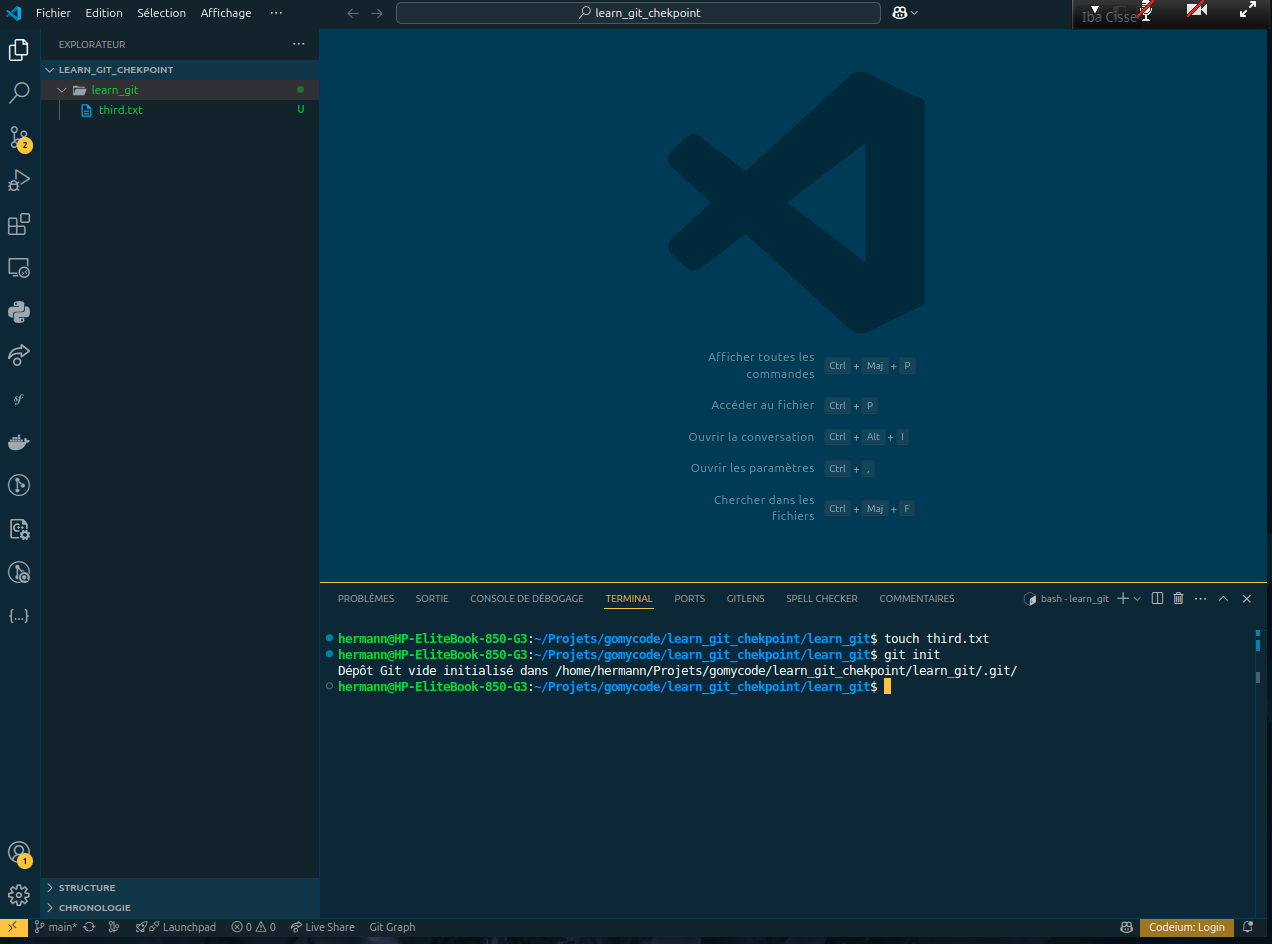 Fichier Edition Sélection Affichage ··· learn_git_chekpoint Iba Cisse
EXPLORATEUR ···
LEARN_GIT_CHEKPOINT
learn_git
third.txt U
2
Afficher toutes les commandes Ctrl + Maj + P
Accéder au fichier Ctrl + P
Ouvrir la conversation Ctrl + Alt + I
Ouvrir les paramètres Ctrl + ,
Chercher dans les fichiers Ctrl + Maj + F
PROBLÈMES SORTIE CONSOLE DE DÉBOGAGE TERMINAL PORTS GITLENS SPELL CHECKER COMMENTAIRES bash - learn_git
hermann@HP-EliteBook-850-G3:~/Projets/gomycode/learn_git_chekpoint/learn_git$ touch third.txt
hermann@HP-EliteBook-850-G3:~/Projets/gomycode/learn_git_chekpoint/learn_git$ git init
Dépôt Git vide initialisé dans /home/hermann/Projets/gomycode/learn_git_chekpoint/learn_git/.git/
hermann@HP-EliteBook-850-G3:~/Projets/gomycode/learn_git_chekpoint/learn_git$
1
STRUCTURE
CHRONOLOGIE
main* Launchpad 0 0 Live Share Git Graph Codeium: Login